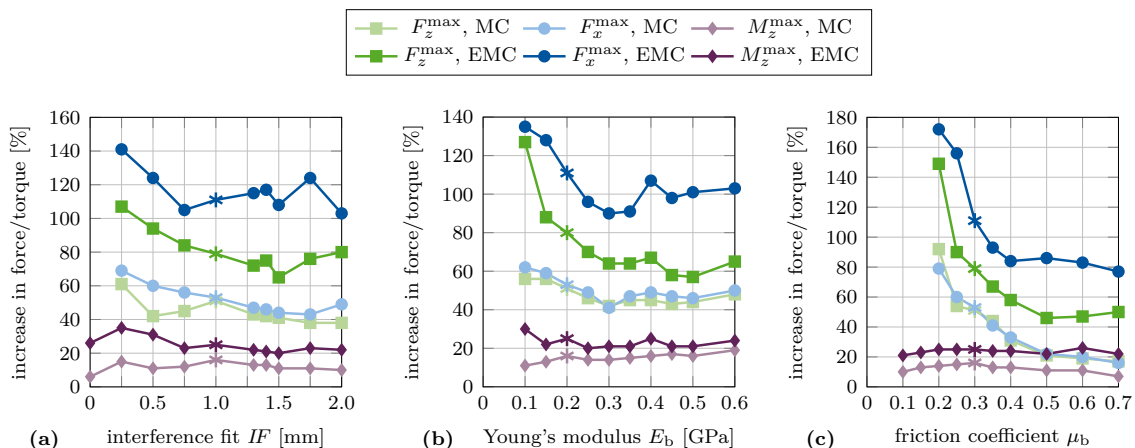 F_z^max, MC F_x^max, MC M_z^max, MC
F_z^max, EMC F_x^max, EMC M_z^max, EMC
increase in force/torque [%]
160
140
120
100
80
60
40
20
0
0 0.5 1.0 1.5 2.0
(a) interference fit IF [mm]
increase in force/torque [%]
140
120
100
80
60
40
20
0
0.1 0.2 0.3 0.4 0.5 0.6
(b) Young's modulus E_b [GPa]
increase in force/torque [%]
180
160
140
120
100
80
60
40
20
0
0.1 0.2 0.3 0.4 0.5 0.6 0.7
(c) friction coefficient μ_b